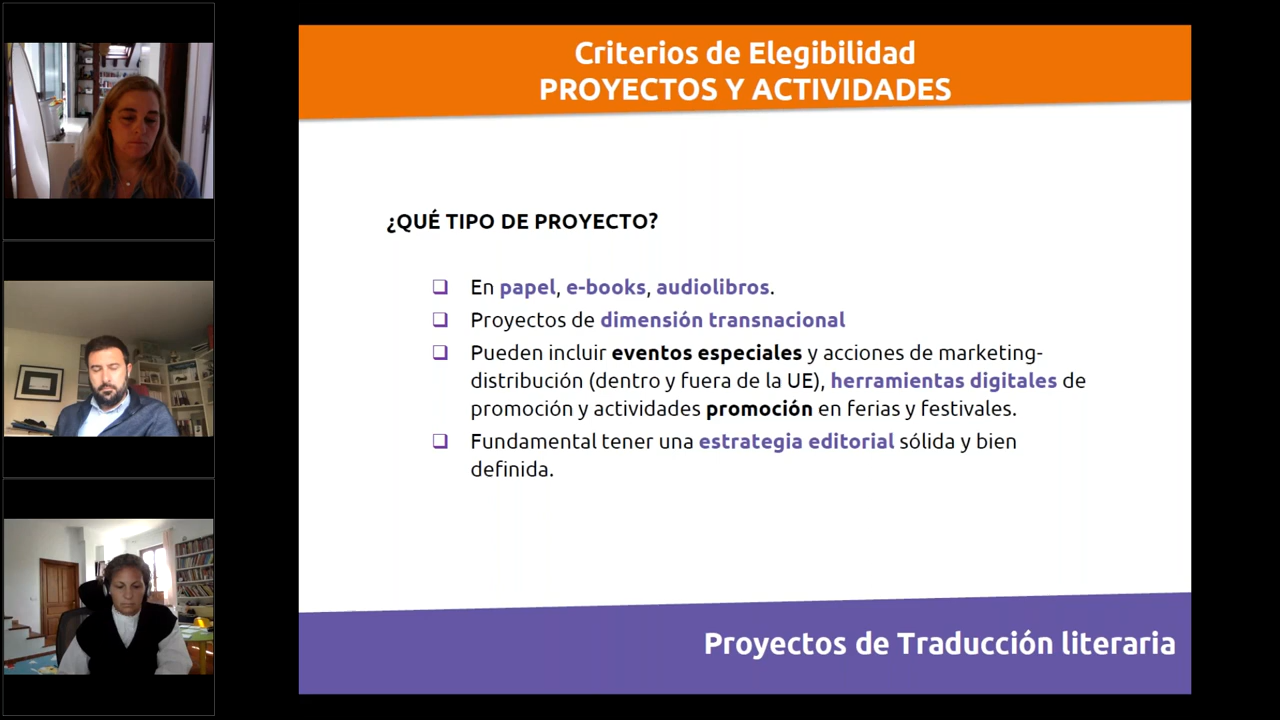 Criterios de Elegibilidad
PROYECTOS Y ACTIVIDADES
¿QUÉ TIPO DE PROYECTO?
❑ En papel, e-books, audiolibros.
❑ Proyectos de dimensión transnacional
❑ Pueden incluir eventos especiales y acciones de marketing-
distribución (dentro y fuera de la UE), herramientas digitales de
promoción y actividades promoción en ferias y festivales.
❑ Fundamental tener una estrategia editorial sólida y bien
definida.
Proyectos de Traducción literaria